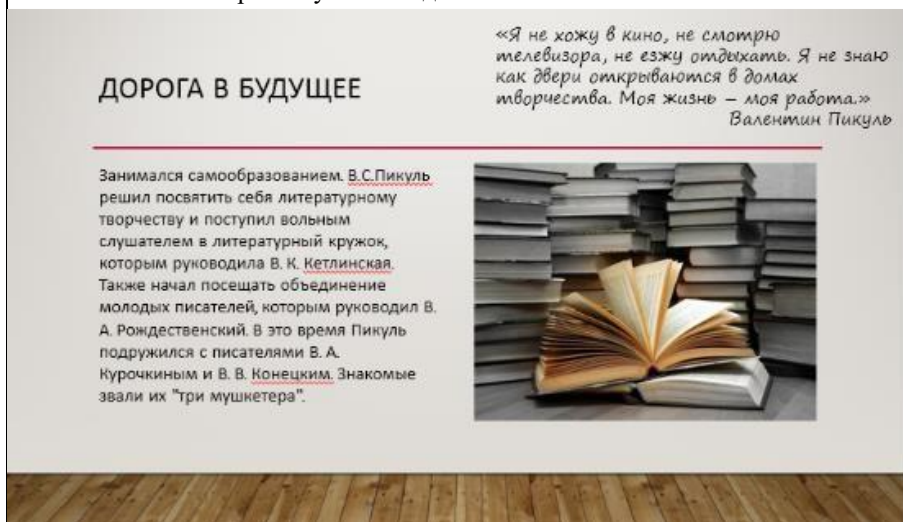 «Я не хожу в кино, не смотрю
телевизора, не езжу отдыхать. Я не знаю
как двери открываются в домах
творчества. Моя жизнь – моя работа.»
Валентин Пикуль
ДОРОГА В БУДУЩЕЕ
Занимался самообразованием. В.С.Пикуль
решил посвятить себя литературному
творчеству и поступил вольным
слушателем в литературный кружок,
которым руководила В. К. Кетлинская.
Также начал посещать объединение
молодых писателей, которым руководил В.
А. Рождественский. В это время Пикуль
подружился с писателями В. А.
Курочкиным и В. В. Конецким. Знакомые
звали их "три мушкетера".